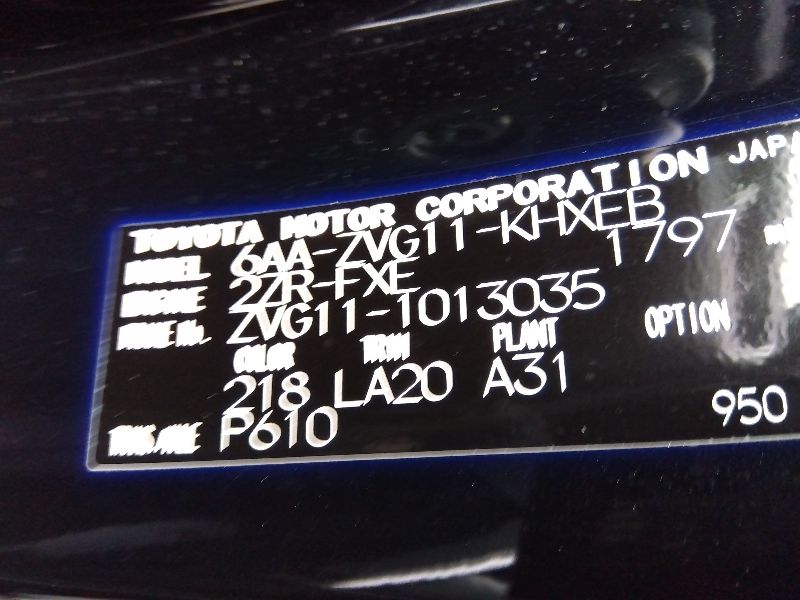 TOYOTA MOTOR CORPORATION JAPA
MODEL 6AA-ZVG11-KHXEB
ENGINE 2ZR-FXE 1797
FRAME No. ZVG11-1013035
COLOR TRIM PLANT OPTION
218 LA20 A31
TRANS AXLE P610 950